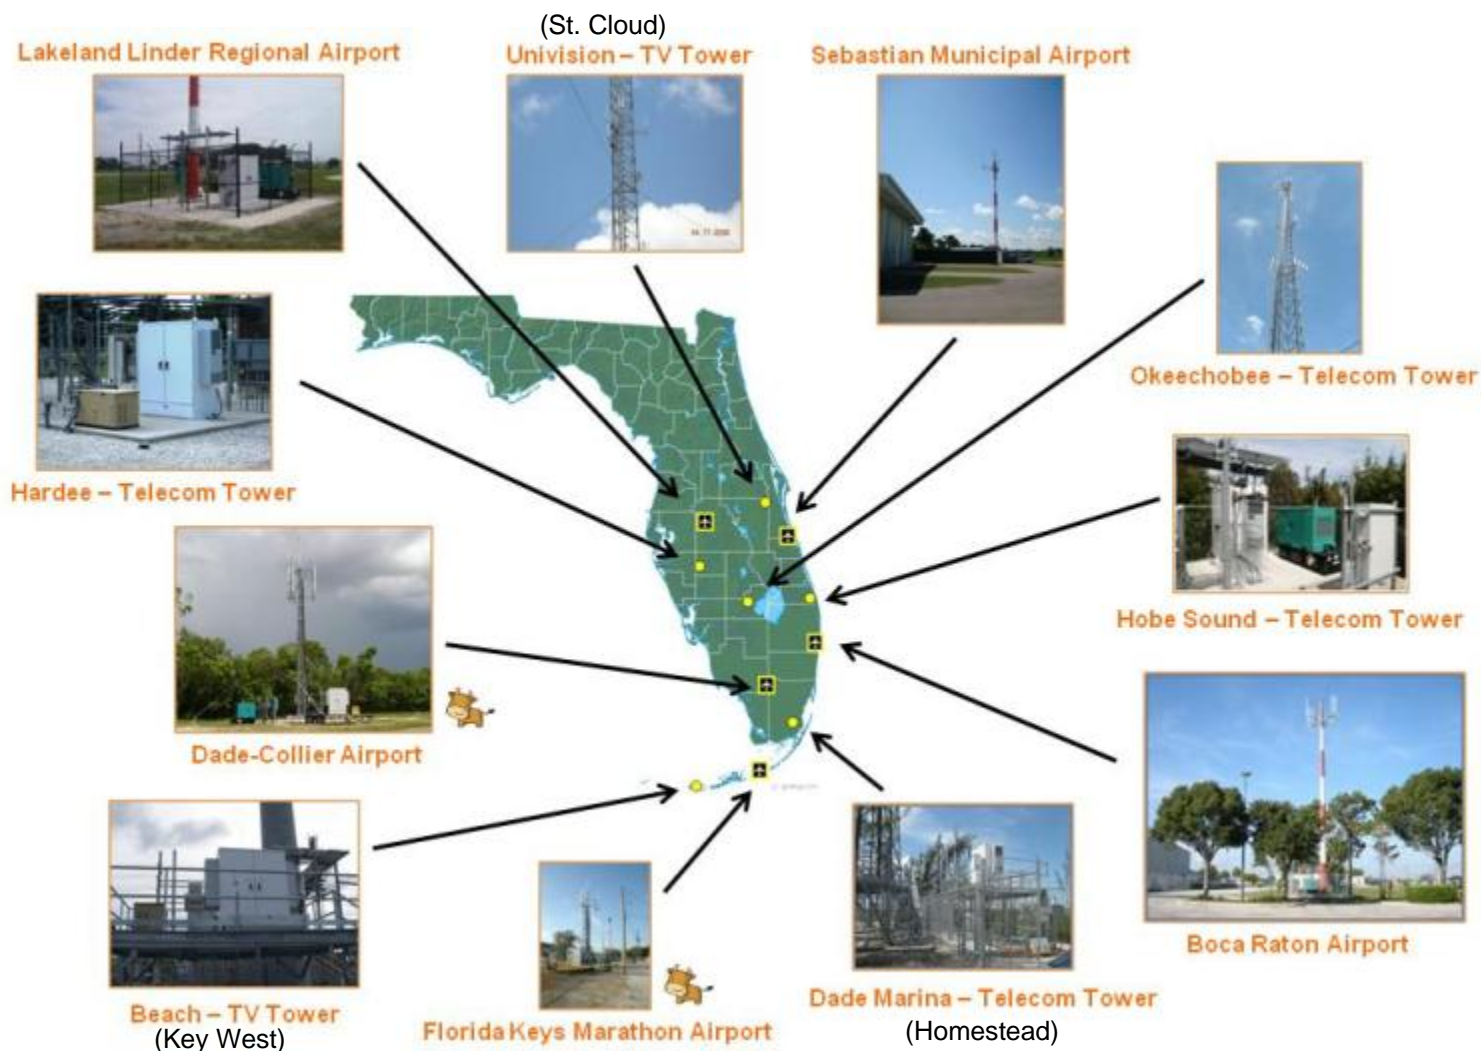 (St. Cloud)
Lakeland Linder Regional Airport
Univision – TV Tower
Sebastian Municipal Airport
Okeechobee – Telecom Tower
Hardee – Telecom Tower
Hobe Sound – Telecom Tower
Dade-Collier Airport
Boca Raton Airport
Beach – TV Tower
(Key West)
Florida Keys Marathon Airport
Dade Marina – Telecom Tower
(Homestead)